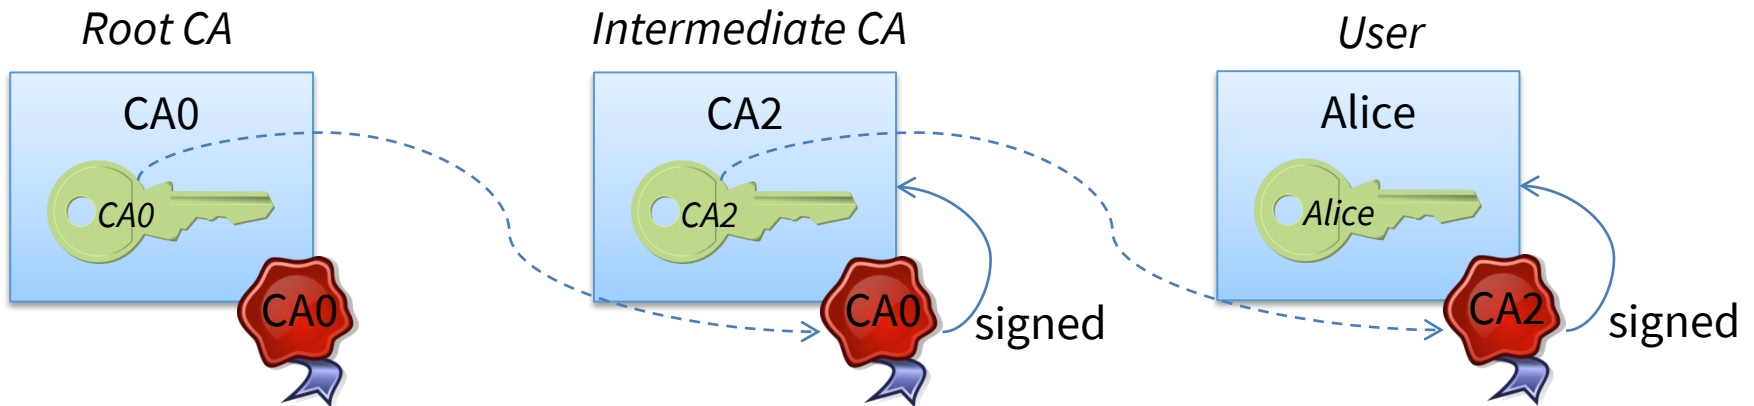 Root CA
CA0
CA0
CA0
Intermediate CA
CA2
CA2
CA0
signed
User
Alice
Alice
CA2
signed